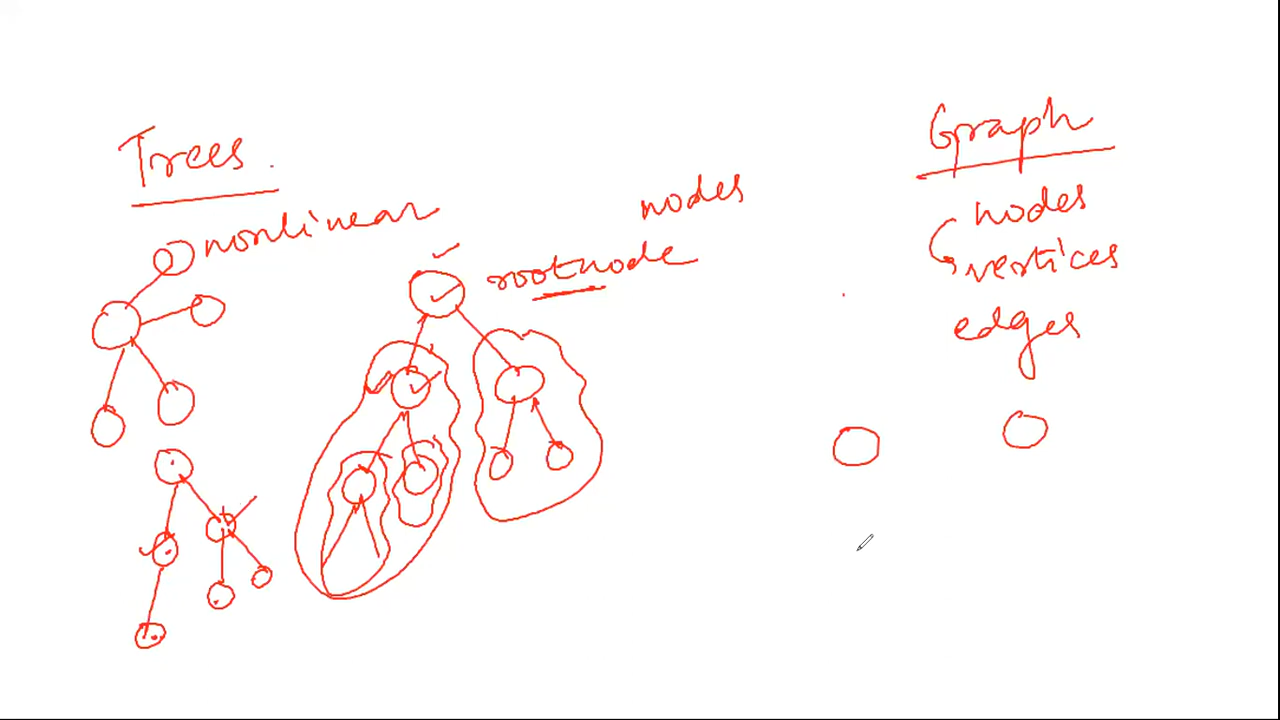 Trees.
nonlinear
nodes
rootnode
Graph
nodes
vertices
edges